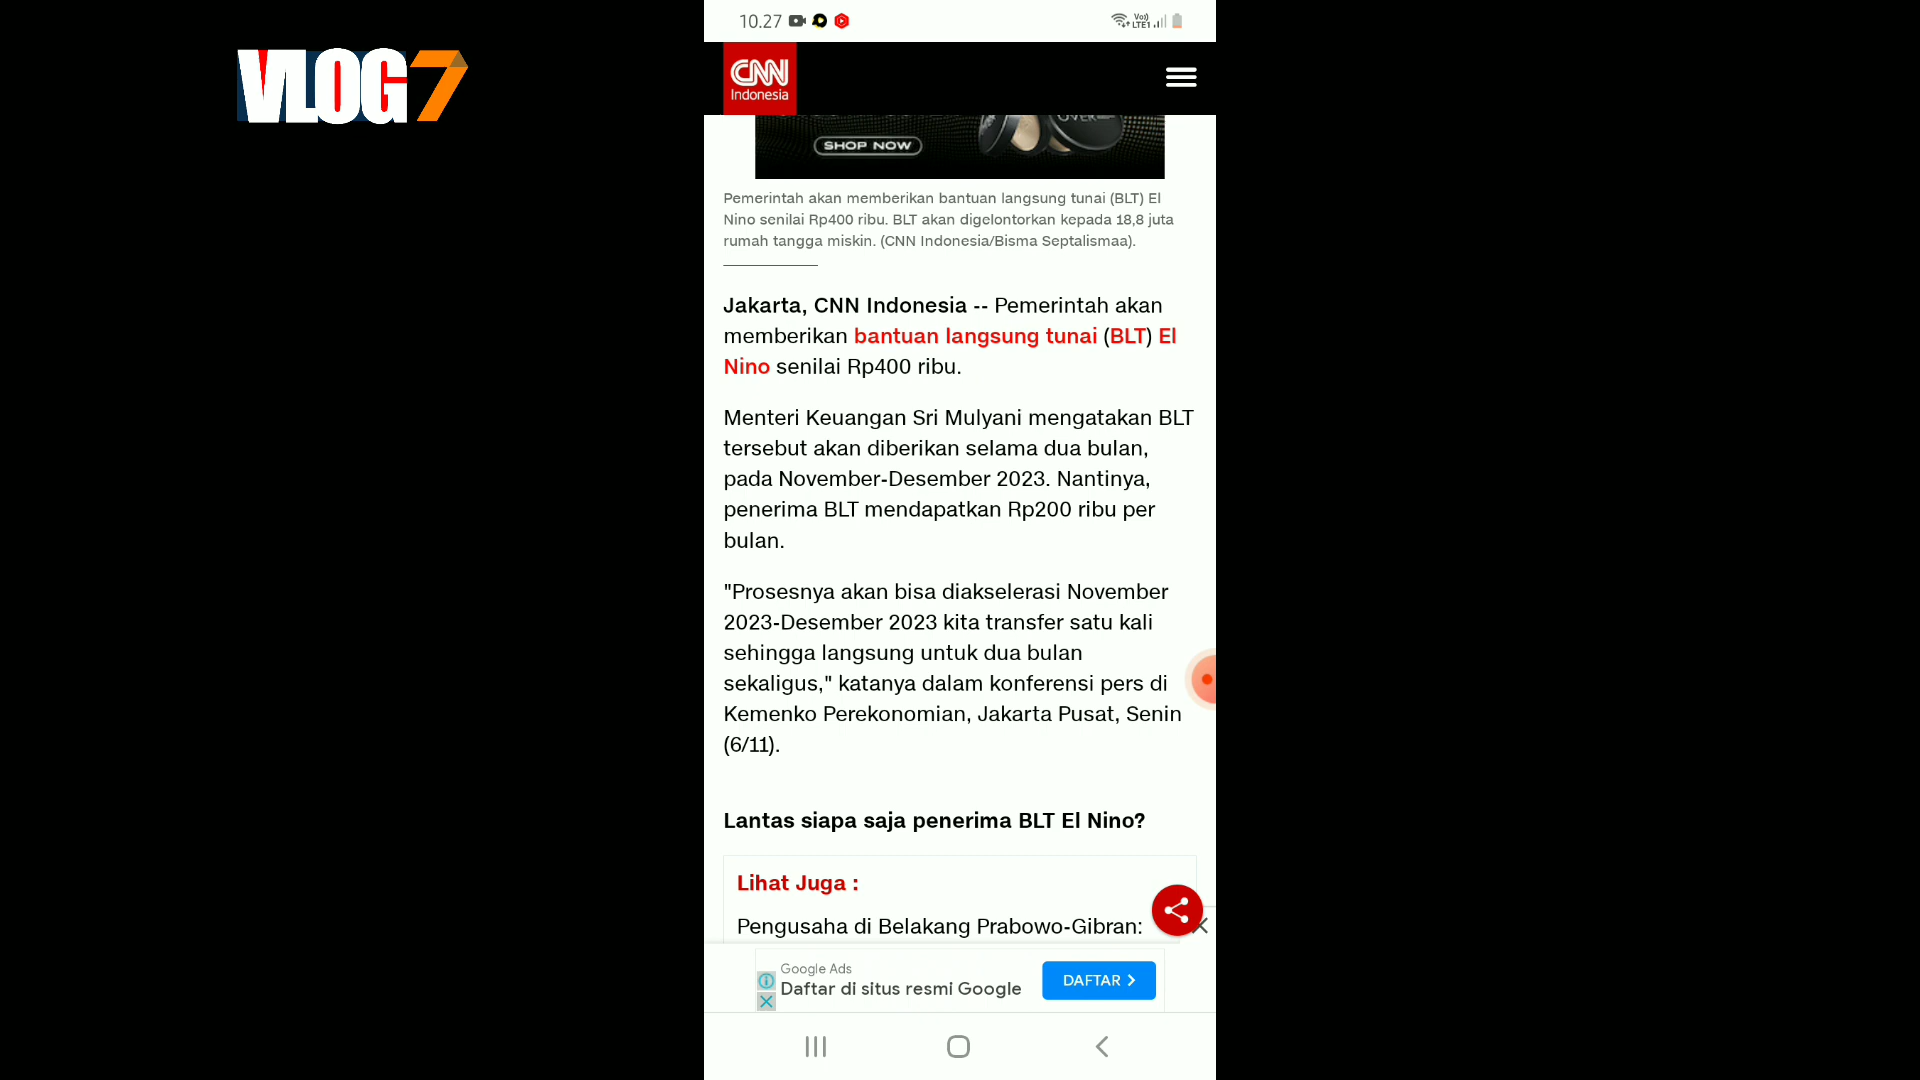 VLOG7
10.27
Vo))
LTE1
CNN
Indonesia
OVER
SHOP NOW
Pemerintah akan memberikan bantuan langsung tunai (BLT) El
Nino senilai Rp400 ribu. BLT akan digelontorkan kepada 18,8 juta
rumah tangga miskin. (CNN Indonesia/Bisma Septalismaa).
Jakarta, CNN Indonesia -- Pemerintah akan
memberikan bantuan langsung tunai (BLT) El
Nino senilai Rp400 ribu.
Menteri Keuangan Sri Mulyani mengatakan BLT
tersebut akan diberikan selama dua bulan,
pada November-Desember 2023. Nantinya,
penerima BLT mendapatkan Rp200 ribu per
bulan.
"Prosesnya akan bisa diakselerasi November
2023-Desember 2023 kita transfer satu kali
sehingga langsung untuk dua bulan
sekaligus," katanya dalam konferensi pers di
Kemenko Perekonomian, Jakarta Pusat, Senin
(6/11).
Lantas siapa saja penerima BLT El Nino?
Lihat Juga :
Pengusaha di Belakang Prabowo-Gibran:
Google Ads
Daftar di situs resmi Google
DAFTAR